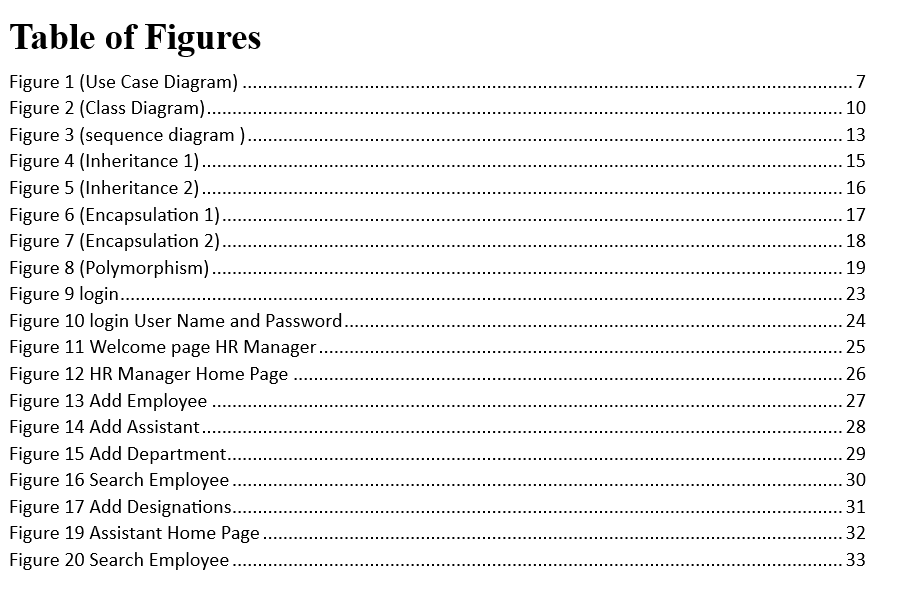 Table of Figures
Figure 1 (Use Case Diagram) ........................................................................................................................ 7
Figure 2 (Class Diagram)............................................................................................................................. 10
Figure 3 (sequence diagram )..................................................................................................................... 13
Figure 4 (Inheritance 1).............................................................................................................................. 15
Figure 5 (Inheritance 2).............................................................................................................................. 16
Figure 6 (Encapsulation 1).......................................................................................................................... 17
Figure 7 (Encapsulation 2).......................................................................................................................... 18
Figure 8 (Polymorphism)............................................................................................................................ 19
Figure 9 login.............................................................................................................................................. 23
Figure 10 login User Name and Password.................................................................................................. 24
Figure 11 Welcome page HR Manager....................................................................................................... 25
Figure 12 HR Manager Home Page ............................................................................................................ 26
Figure 13 Add Employee ............................................................................................................................ 27
Figure 14 Add Assistant.............................................................................................................................. 28
Figure 15 Add Department......................................................................................................................... 29
Figure 16 Search Employee........................................................................................................................ 30
Figure 17 Add Designations........................................................................................................................ 31
Figure 19 Assistant Home Page.................................................................................................................. 32
Figure 20 Search Employee........................................................................................................................ 33